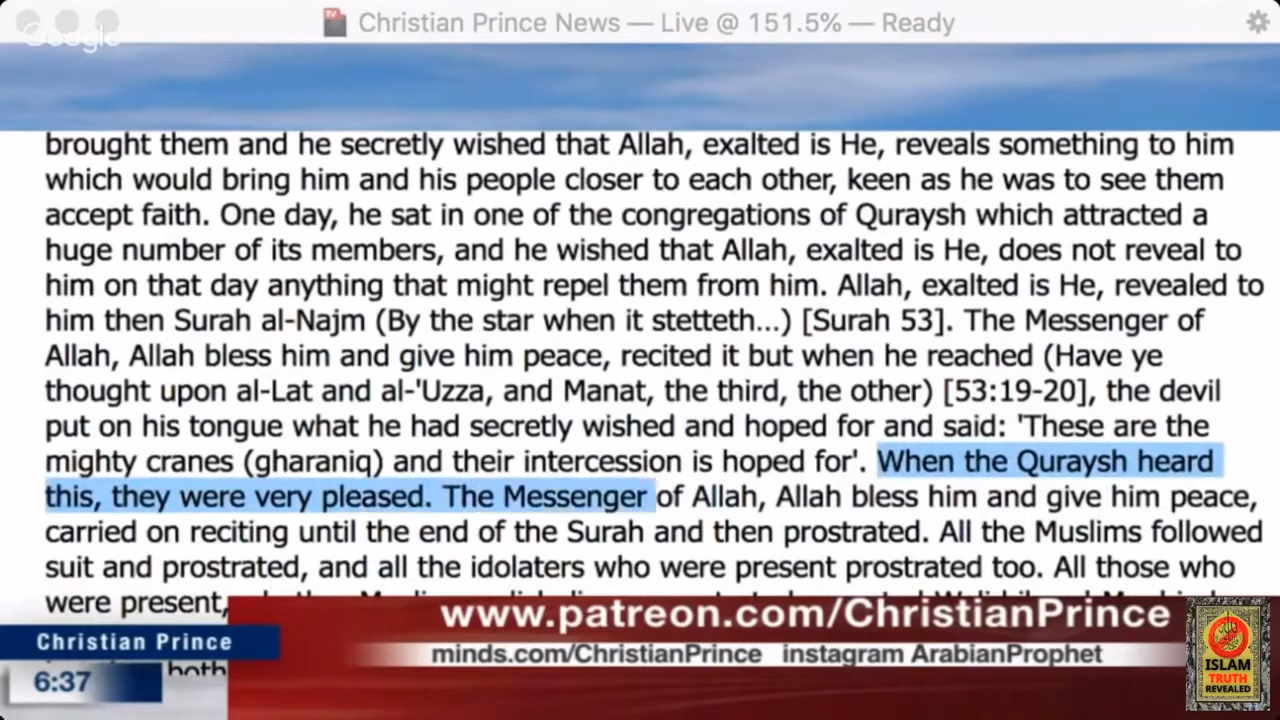 Christian Prince News — Live @ 151.5% — Ready
Google
brought them and he secretly wished that Allah, exalted is He, reveals something to him
which would bring him and his people closer to each other, keen as he was to see them
accept faith. One day, he sat in one of the congregations of Quraysh which attracted a
huge number of its members, and he wished that Allah, exalted is He, does not reveal to
him on that day anything that might repel them from him. Allah, exalted is He, revealed to
him then Surah al-Najm (By the star when it stetteth...) [Surah 53]. The Messenger of
Allah, Allah bless him and give him peace, recited it but when he reached (Have ye
thought upon al-Lat and al-'Uzza, and Manat, the third, the other) [53:19-20], the devil
put on his tongue what he had secretly wished and hoped for and said: 'These are the
mighty cranes (gharaniq) and their intercession is hoped for'. When the Quraysh heard
this, they were very pleased. The Messenger of Allah, Allah bless him and give him peace,
carried on reciting until the end of the Surah and then prostrated. All the Muslims followed
suit and prostrated, and all the idolaters who were present prostrated too. All those who
were present,
both
www.patreon.com/ChristianPrince
Christian Prince
minds.com/ChristianPrince instagram ArabianProphet
6:37
ISLAM
TRUTH
REVEALED